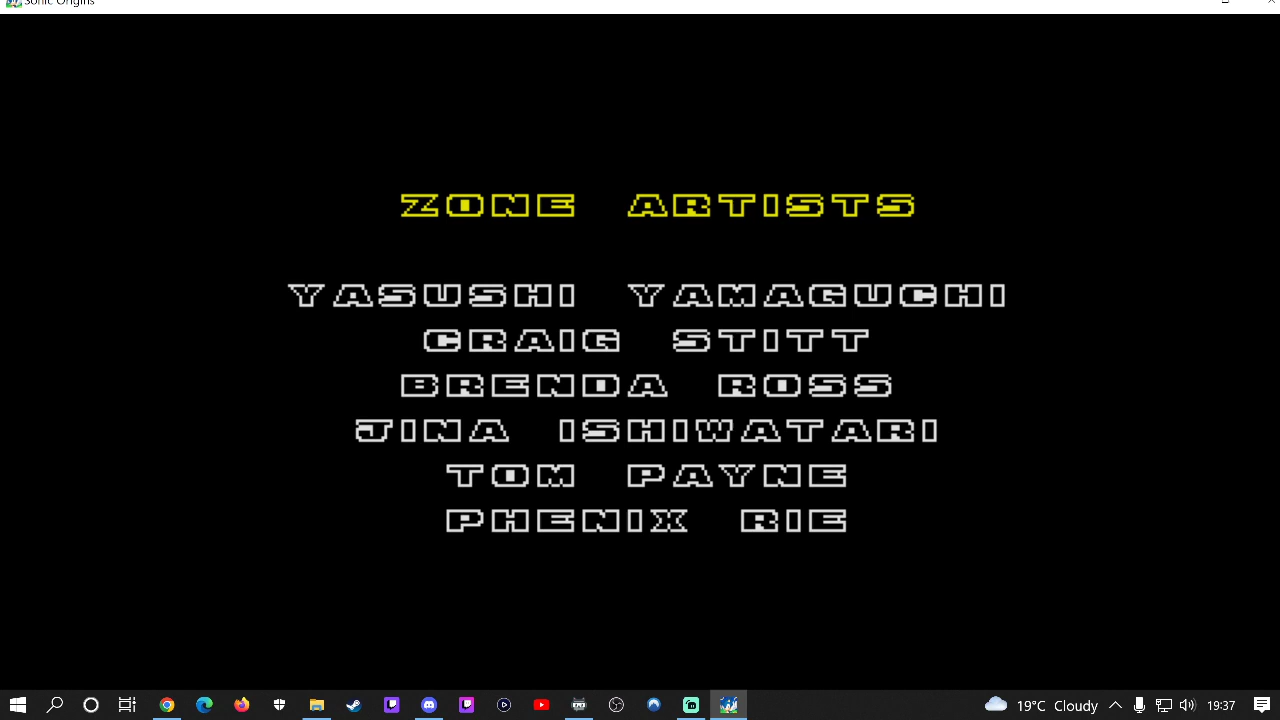 Sonic Origins
ZONE ARTISTS
YASUSHI YAMAGUCHI
CRAIG STITT
BRENDA ROSS
JINA ISHIWATARI
TOM PAYNE
PHENIX RIE
19°C Cloudy
19:37